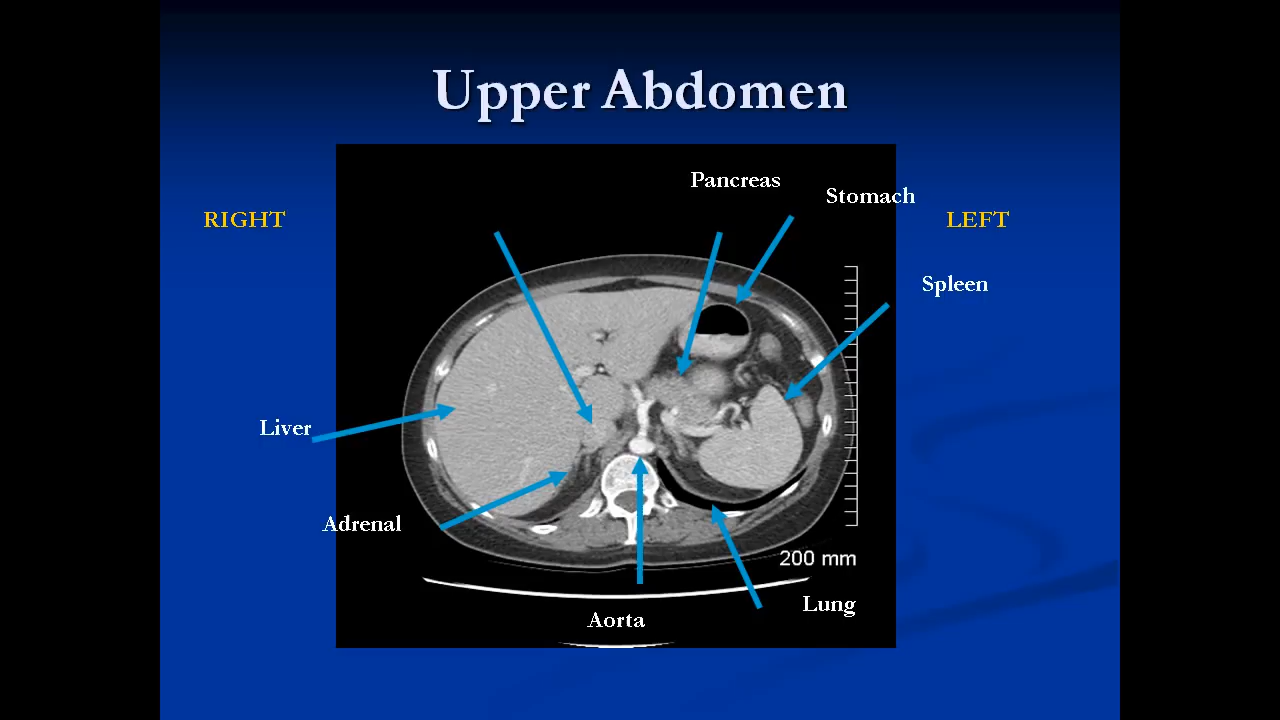 Upper Abdomen
Pancreas
Stomach
RIGHT
LEFT
Spleen
Liver
Adrenal
200 mm
Lung
Aorta